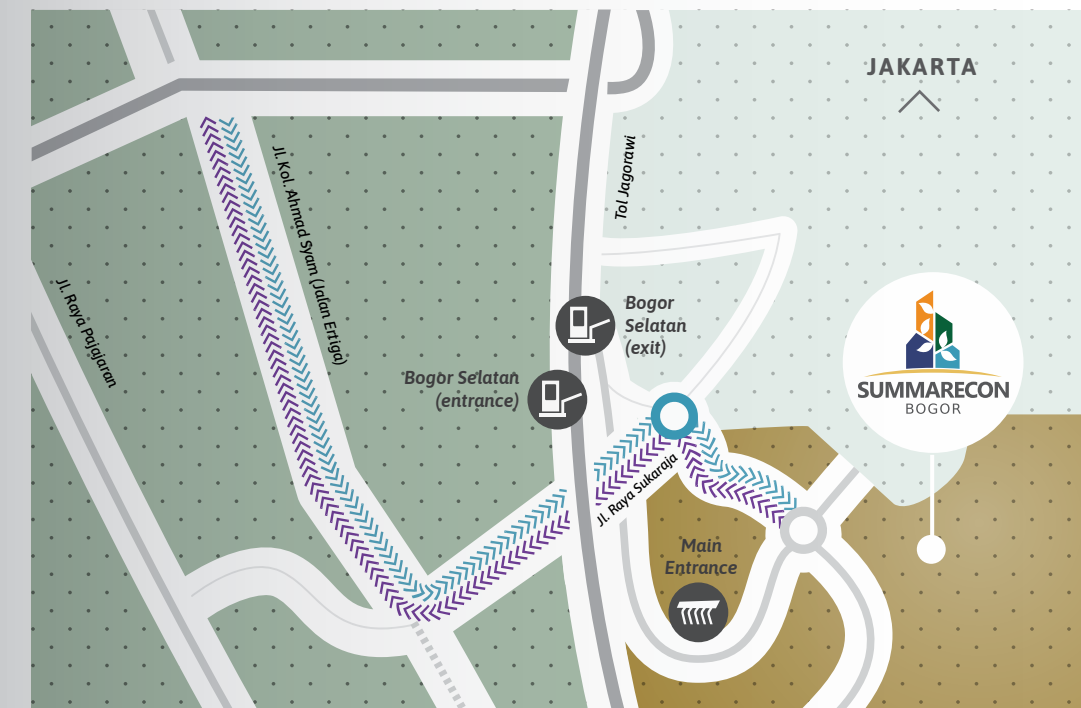 JAKARTA
Tol Jagorawi
Jl. Kol. Ahmad Syam (Jalan Ertiga)
Jl. Raya Pajajaran
Bogor
Selatan
(exit)
Bogor Selatan
(entrance)
SUMMARECON
BOGOR
Jl. Raya Sukaraja
Main
Entrance